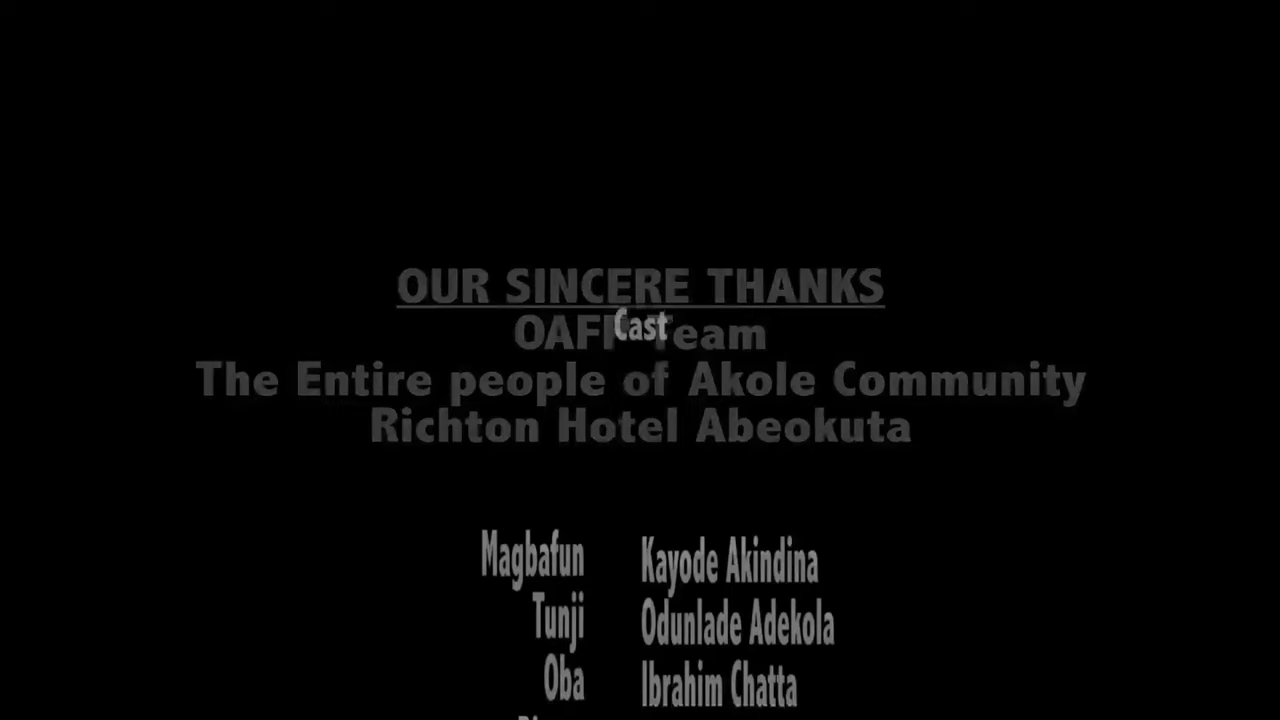 OUR SINCERE THANKS
Cast
Team
The Entire people of Akole Community
Richton Hotel Abeokuta
Magbafun Kayode Akindina
Tunji Odunlade Adekola
Oba Ibrahim Chatta